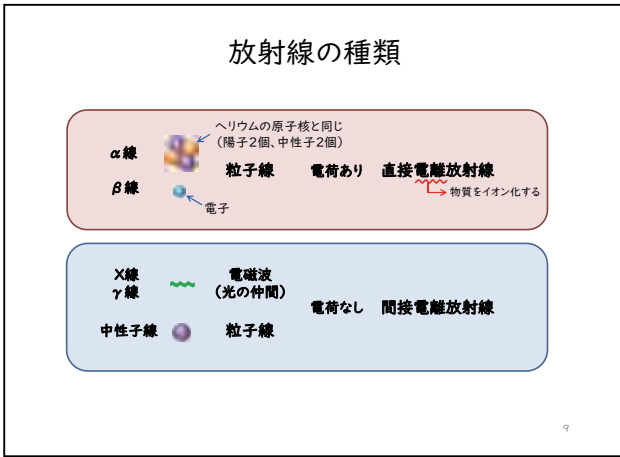 放射線の種類
ヘリウムの原子核と同じ
（陽子2個、中性子2個）
α線
粒子線 電荷あり 直接電離放射線
β線
物質をイオン化する
電子
X線 電磁波
γ線 （光の仲間）
電荷なし 間接電離放射線
中性子線 粒子線
9